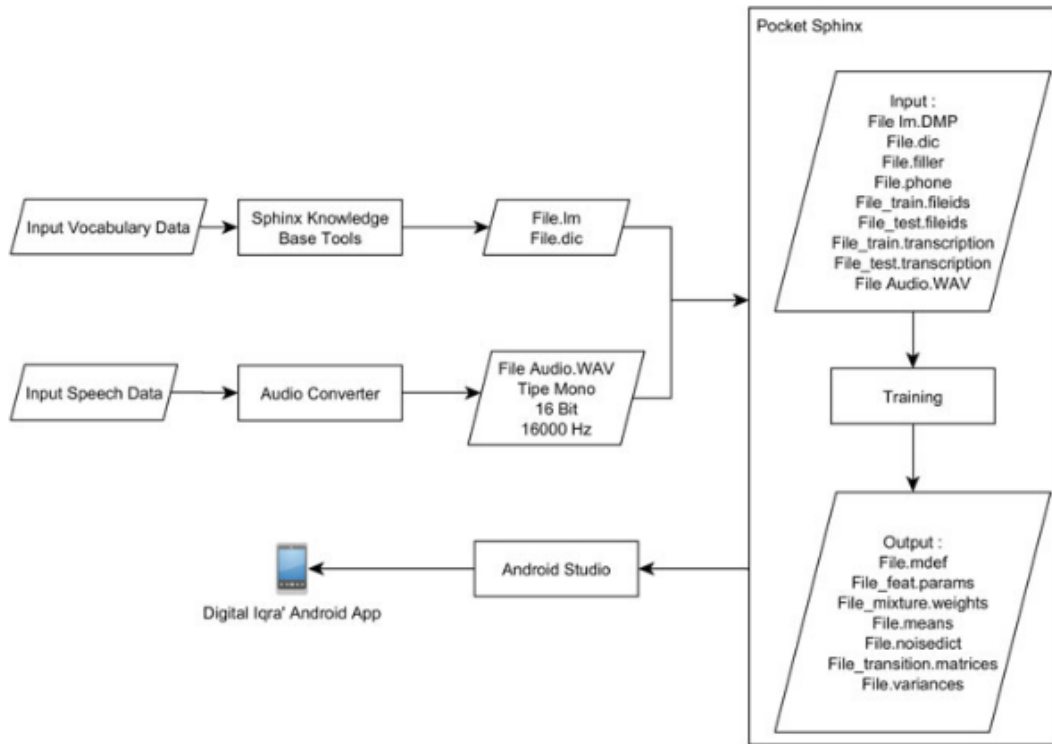 Pocket Sphinx
Input :
File lm.DMP
File.dic
File.filler
File.phone
File_train.fileids
File_test.fileids
File_train.transcription
File_test.transcription
File Audio.WAV
Input Vocabulary Data
Sphinx Knowledge
Base Tools
File.lm
File.dic
Input Speech Data
Audio Converter
File Audio.WAV
Tipe Mono
16 Bit
16000 Hz
Training
Output :
File.mdef
File_feat.params
File_mixture.weights
File.means
File.noisedict
File_transition.matrices
File.variances
Android Studio
Digital Iqra' Android App